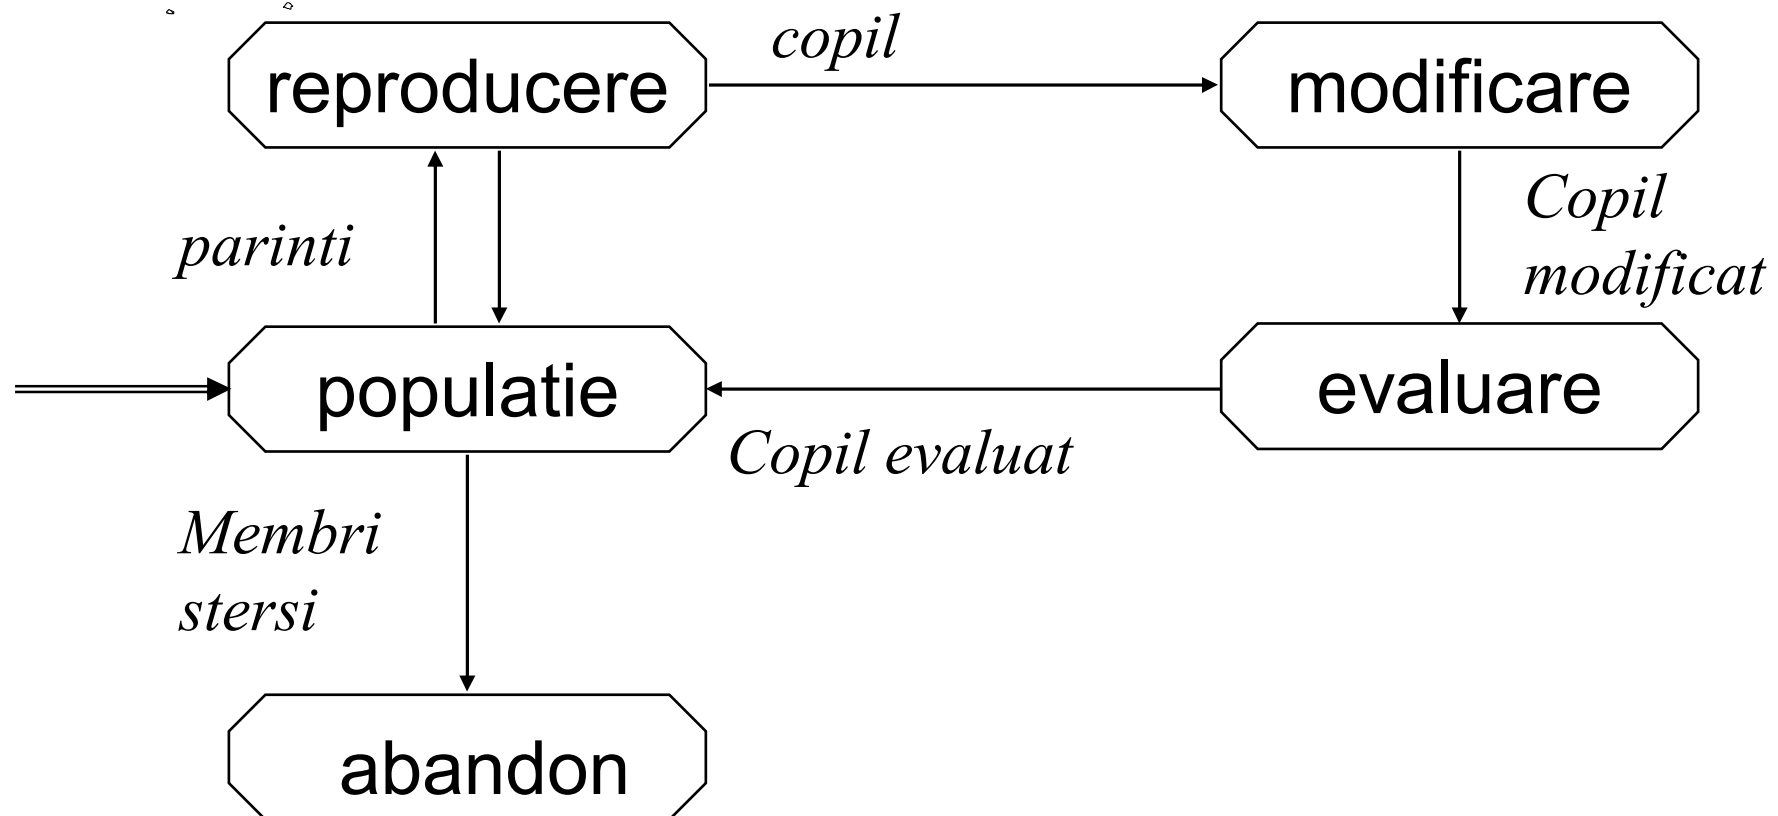 reproducere
copil
modificare
parinti
Copil
modificat
populatie
evaluare
Copil evaluat
Membri
stersi
abandon